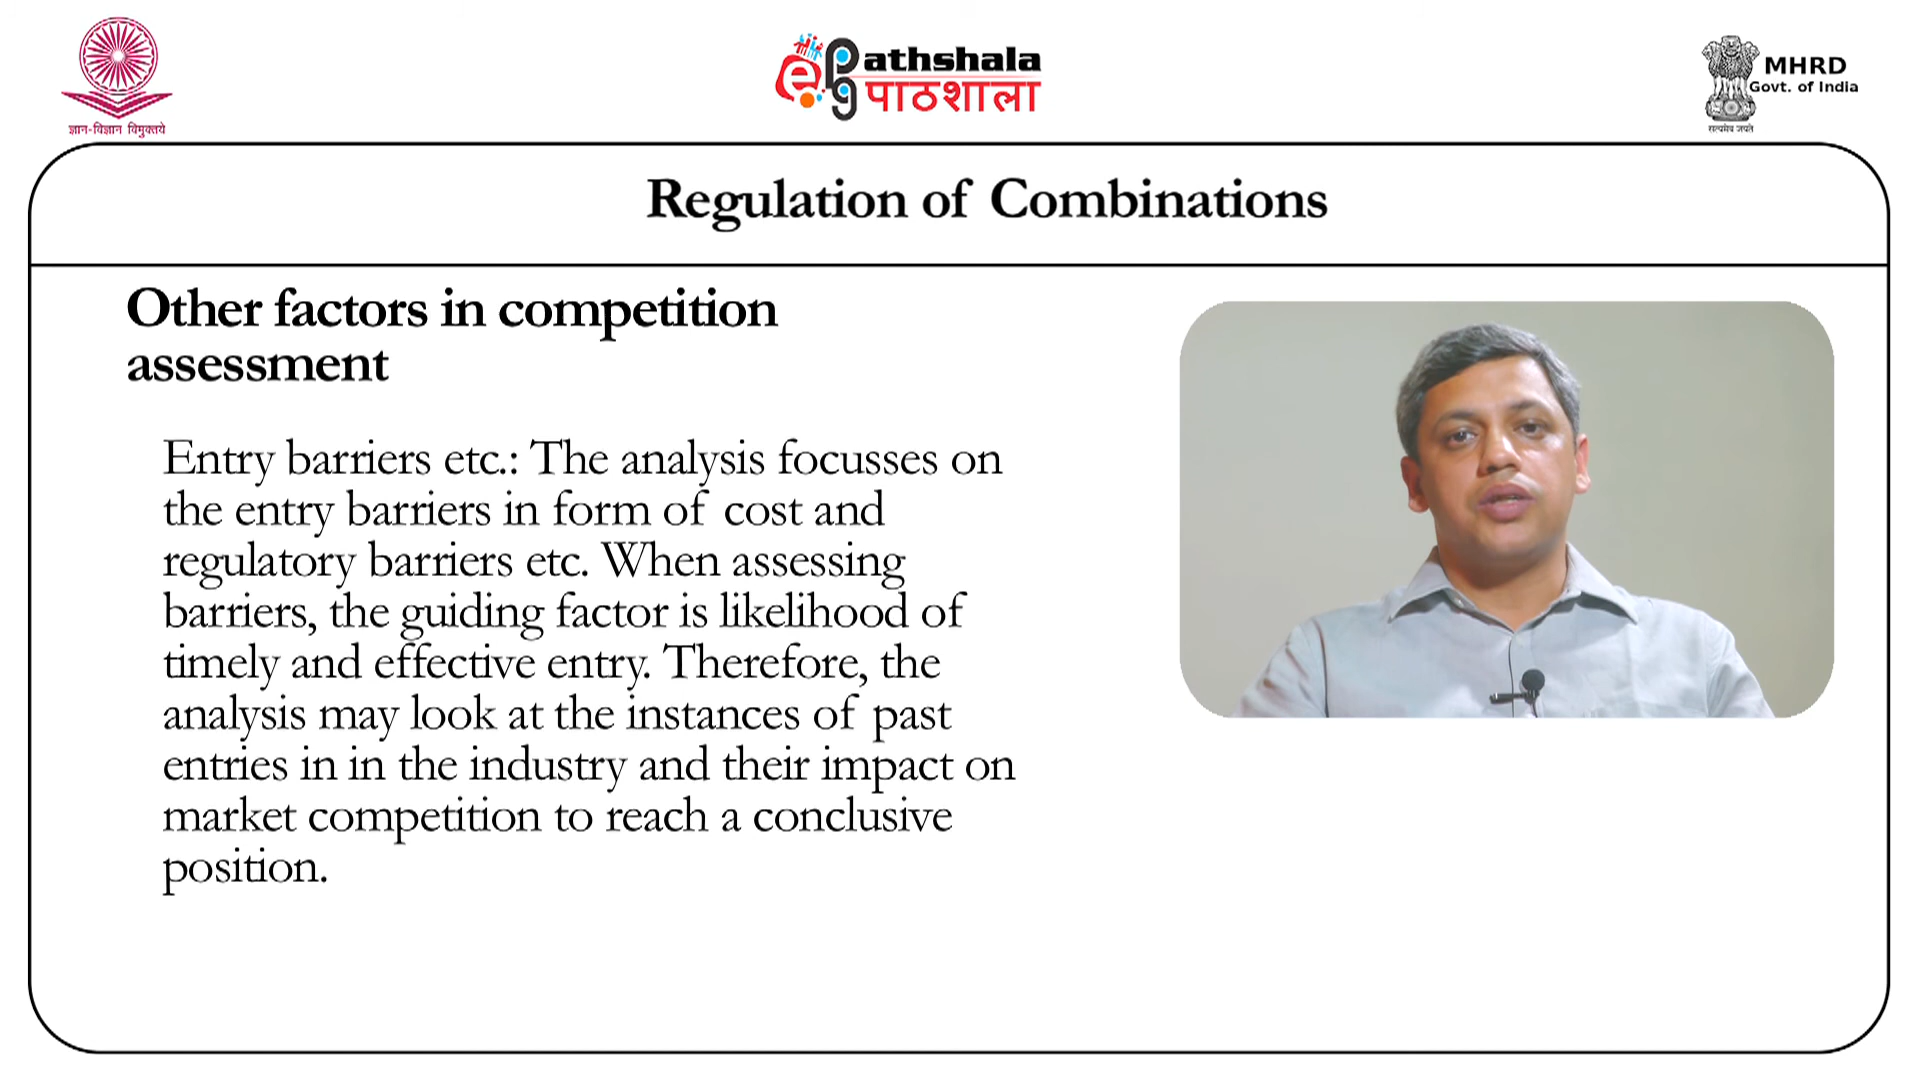 ज्ञान-विज्ञान विमुक्तये
e Pg athshala
पाठशाला
MHRD
Govt. of India
सत्यमेव जयते
Regulation of Combinations
Other factors in competition
assessment
Entry barriers etc.: The analysis focusses on
the entry barriers in form of cost and
regulatory barriers etc. When assessing
barriers, the guiding factor is likelihood of
timely and effective entry. Therefore, the
analysis may look at the instances of past
entries in in the industry and their impact on
market competition to reach a conclusive
position.